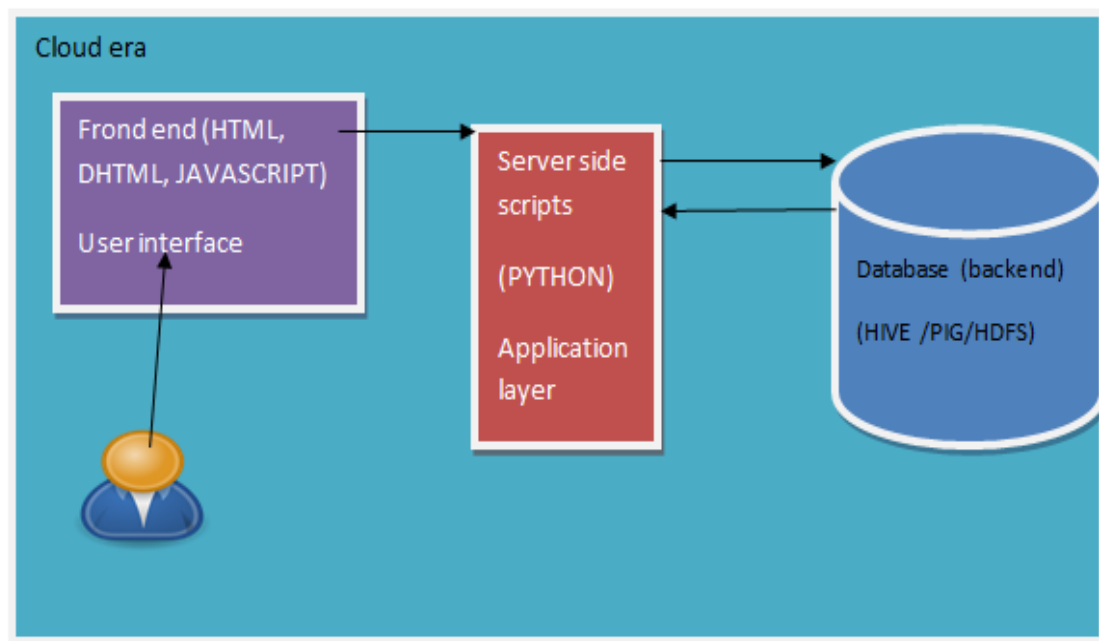 Cloud era
Frond end (HTML,
DHTML, JAVASCRIPT)
User interface
Server side
scripts
(PYTHON)
Application
layer
Database (backend)
(HIVE /PIG/HDFS)